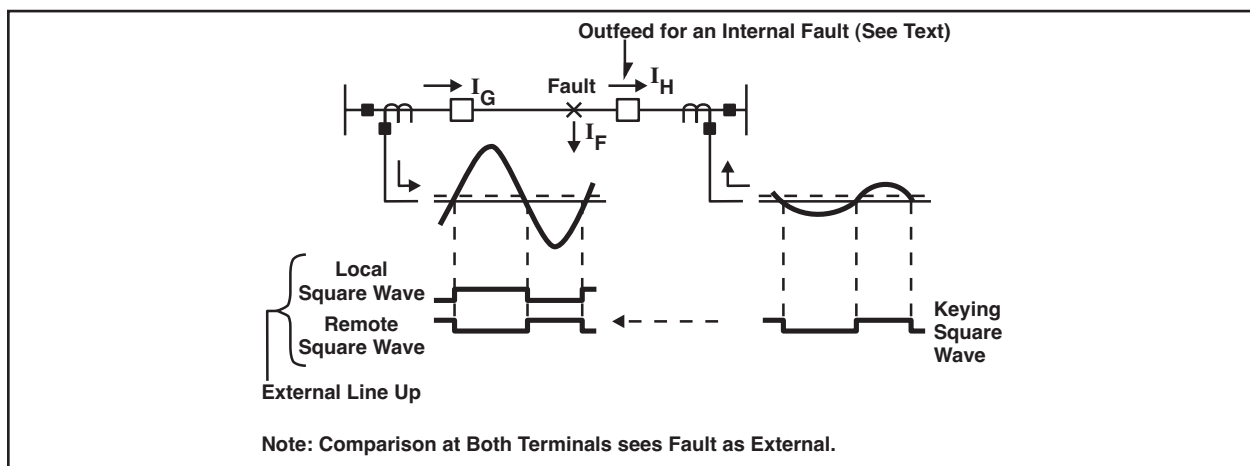 Outfeed for an Internal Fault (See Text)
I_G
Fault
I_H
I_F
Local
Square Wave
Remote
Square Wave
Keying
Square
Wave
External Line Up
Note: Comparison at Both Terminals sees Fault as External.